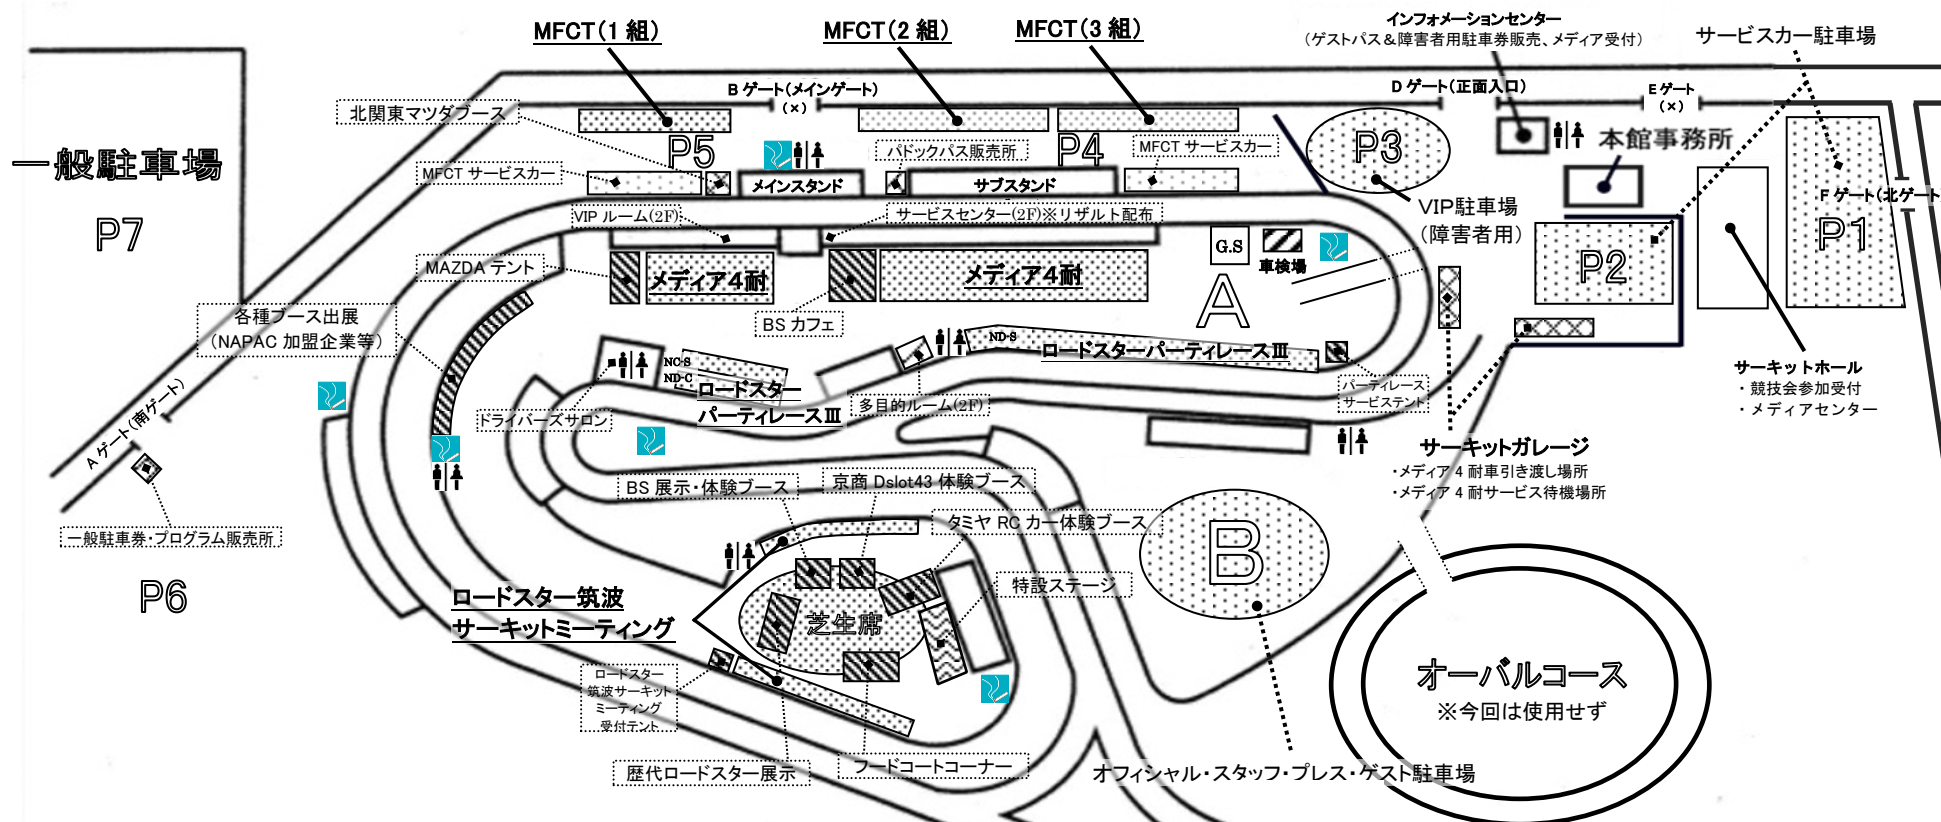 MFCT(1 組)
MFCT(2 組)
MFCT(3 組)
インフォメーションセンター
(ゲストパス＆障害者用駐車券販売、メディア受付)
サービスカー駐車場
B ゲート(メインゲート)
(×)
D ゲート(正面入口)
E ゲート
(×)
北関東マツダブース
P5
パドックパス販売所
P4
MFCT サービスカー
P3
本館事務所
一般駐車場
MFCT サービスカー
メインスタンド
サブスタンド
F ゲート(北ゲート)
P7
VIP ルーム(2F)
サービスセンター(2F)※リザルト配布
VIP駐車場
(障害者用)
P1
G.S
車検場
MAZDA テント
メディア4耐
メディア4耐
P2
A
各種ブース出展
(NAPAC 加盟企業等)
BS カフェ
ND-S
ロードスターパーティレースⅢ
NC-S
ND-C
ロードスター
パーティレースⅢ
パーティレース
サービステント
サーキットホール
・競技会参加受付
・メディアセンター
A ゲート(南ゲート)
ドライバーズサロン
多目的ルーム(2F)
サーキットガレージ
・メディア 4 耐車引き渡し場所
・メディア 4 耐サービス待機場所
BS 展示・体験ブース
京商 Dslot43 体験ブース
タミヤ RC カー体験ブース
一般駐車券・プログラム販売所
B
P6
特設ステージ
ロードスター筑波
サーキットミーティング
芝生席
ロードスター
筑波サーキット
ミーティング
受付テント
オーバルコース
※今回は使用せず
歴代ロードスター展示
フードコートコーナー
オフィシャル・スタッフ・プレス・ゲスト駐車場